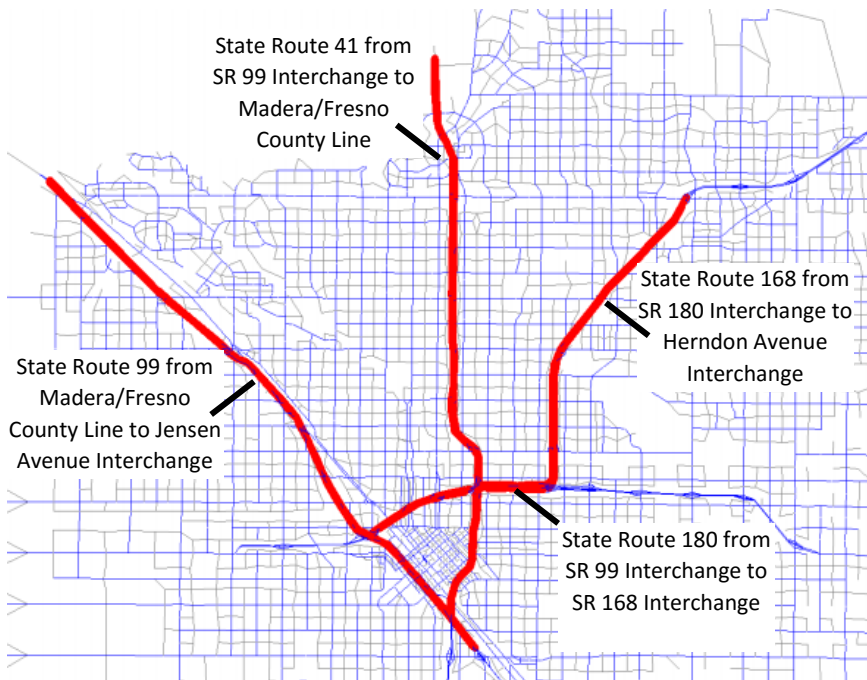 State Route 41 from
SR 99 Interchange to
Madera/Fresno
County Line
State Route 168 from
SR 180 Interchange to
Herndon Avenue
Interchange
State Route 99 from
Madera/Fresno
County Line to Jensen
Avenue Interchange
State Route 180 from
SR 99 Interchange to
SR 168 Interchange